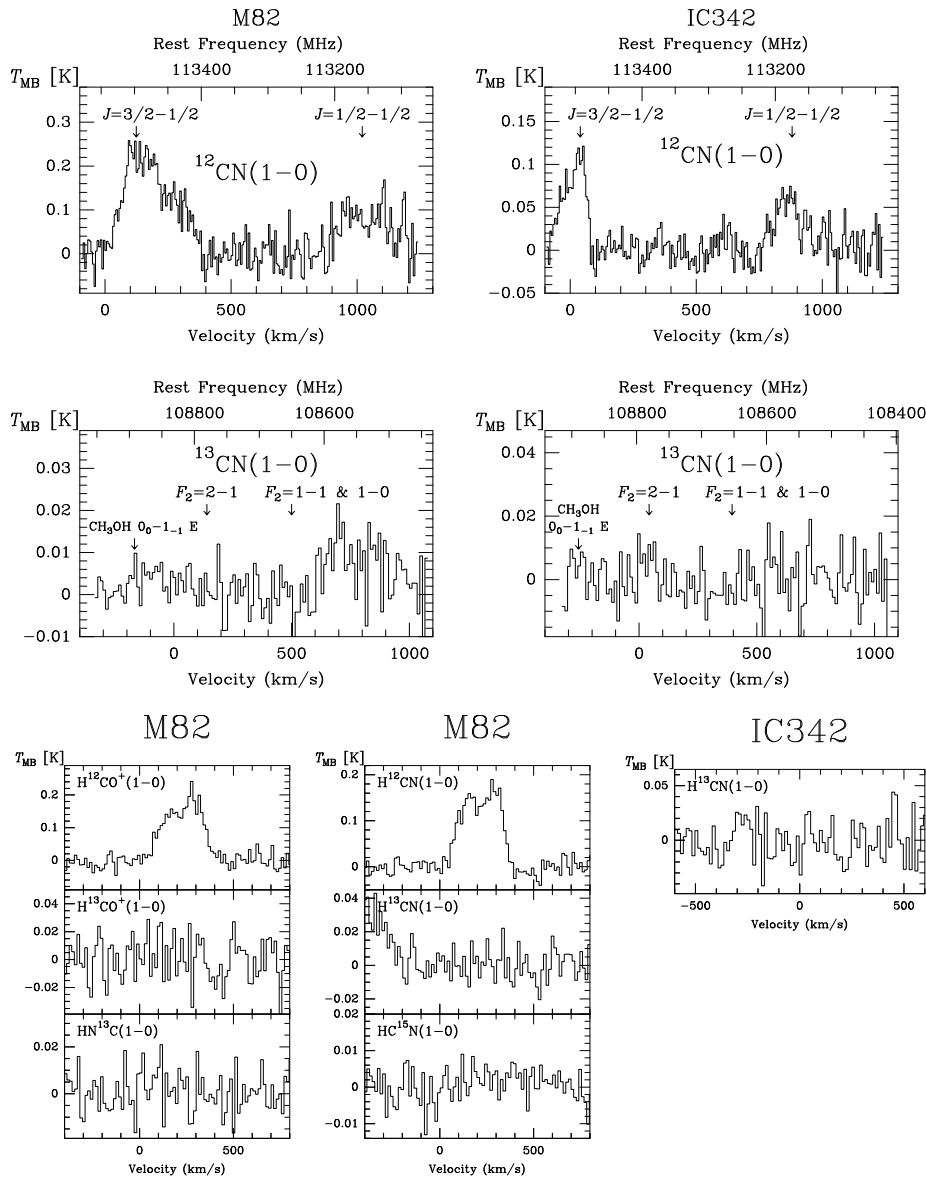 M82
Rest Frequency (MHz)
113400 113200
T_MB [K]
J=3/2−1/2 J=1/2−1/2
¹²CN(1−0)
0.3
0.2
0.1
0
0 500 1000
Velocity (km/s)
IC342
Rest Frequency (MHz)
113400 113200
T_MB [K]
J=3/2−1/2 J=1/2−1/2
¹²CN(1−0)
0.15
0.1
0.05
0
−0.05
0 500 1000
Velocity (km/s)
Rest Frequency (MHz)
108800 108600
T_MB [K]
¹³CN(1−0)
F₂=2−1 F₂=1−1 & 1−0
CH₃OH 0₀−1₋₁ E
0.03
0.02
0.01
0
−0.01
0 500 1000
Velocity (km/s)
Rest Frequency (MHz)
108800 108600 108400
T_MB [K]
¹³CN(1−0)
F₂=2−1 F₂=1−1 & 1−0
CH₃OH
0₀−1₋₁ E
0.04
0.02
0
0 500 1000
Velocity (km/s)
M82
T_MB [K]
H¹²CO⁺(1−0)
0.2
0.1
0
H¹³CO⁺(1−0)
0.04
0.02
0
−0.02
HN¹³C(1−0)
0.02
0
0 500
Velocity (km/s)
M82
T_MB [K]
H¹²CN(1−0)
0.2
0.1
0
H¹³CN(1−0)
0.04
0.02
0
−0.02
HC¹⁵N(1−0)
0.02
0.01
0
−0.01
0 500
Velocity (km/s)
IC342
T_MB [K]
H¹³CN(1−0)
0.05
0
−500 0 500
Velocity (km/s)